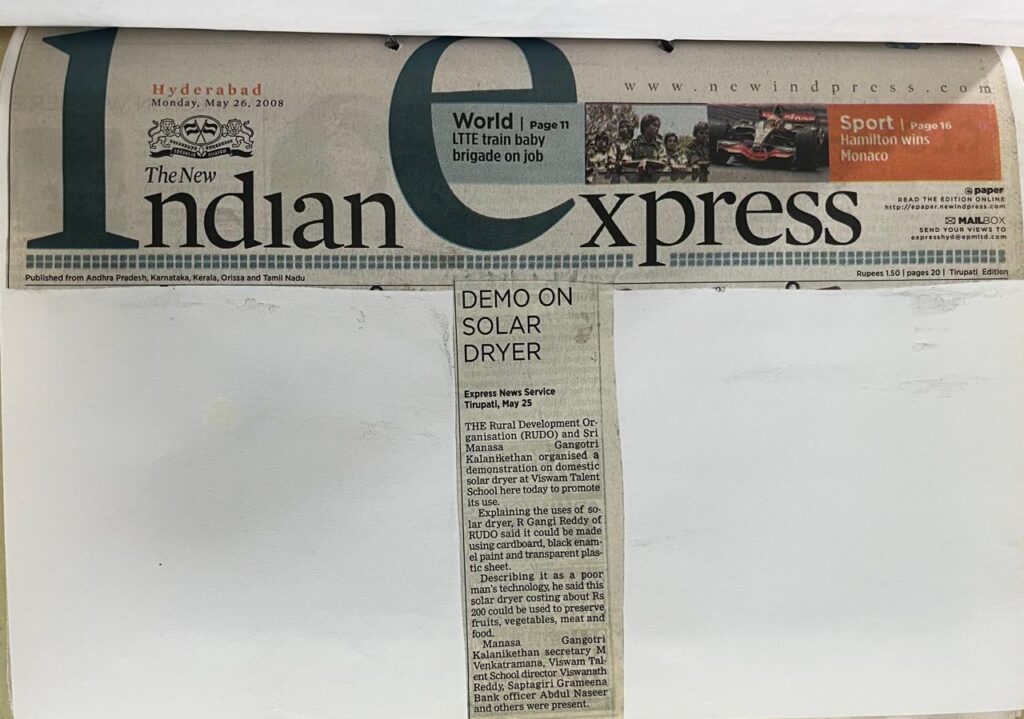 Hyderabad
Monday, May 26, 2008
www.newindpress.com
World | Page 11
LTTE train baby
brigade on job
Sport | Page 16
Hamilton wins
Monaco
The New
Indian Express
epaper
READ THE EDITION ONLINE
http://epaper.newindpress.com
MAILBOX
SEND YOUR VIEWS TO
expresshyd@epmltd.com
Published from Andhra Pradesh, Karnataka, Kerala, Orissa and Tamil Nadu
Rupees 1.50 | pages 20 | Tirupati Edition
DEMO ON
SOLAR
DRYER
Express News Service
Tirupati, May 25
THE Rural Development Or-
ganisation (RUDO) and Sri
Manasa Gangotri
Kalanikethan organised a
demonstration on domestic
solar dryer at Viswam Talent
School here today to promote
its use.
Explaining the uses of so-
lar dryer, R Gangi Reddy of
RUDO said it could be made
using cardboard, black enam-
el paint and transparent plas-
tic sheet.
Describing it as a poor
man's technology, he said this
solar dryer costing about Rs
200 could be used to preserve
fruits, vegetables, meat and
food.
Manasa Gangotri
Kalanikethan secretary M
Venkatramana, Viswam Tal-
ent School director Viswanath
Reddy, Saptagiri Grameena
Bank officer Abdul Naseer
and others were present.